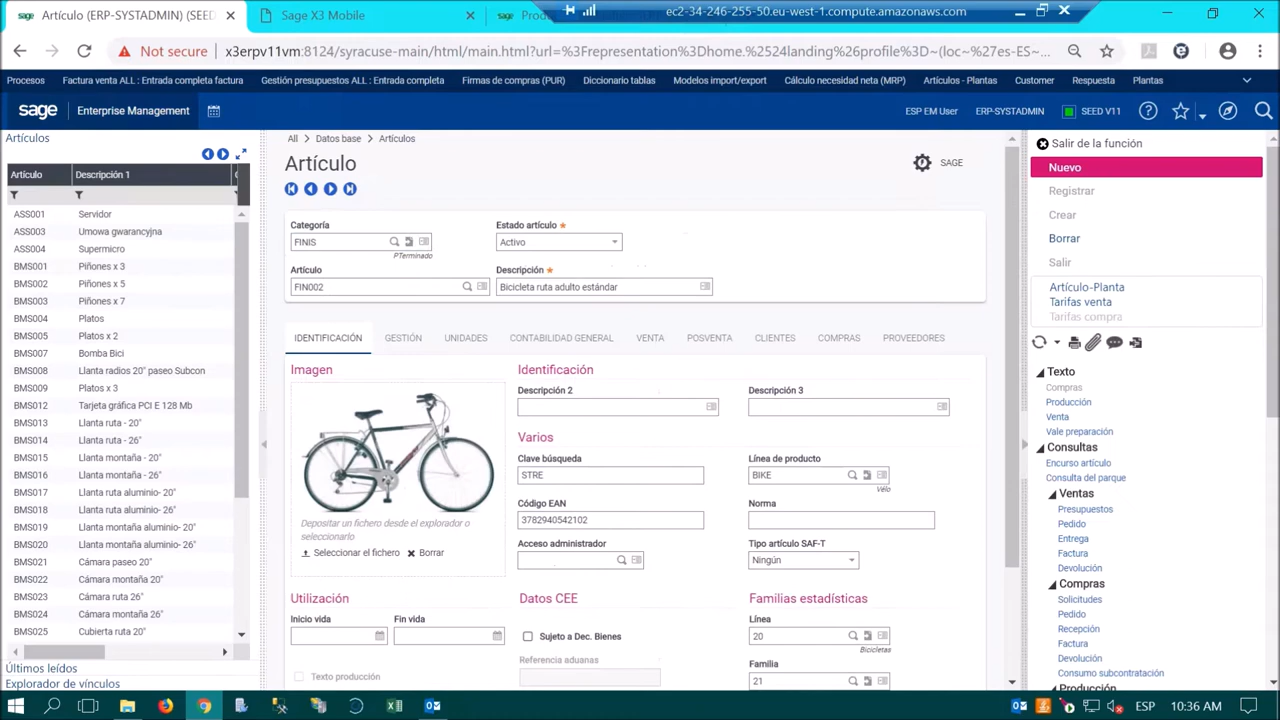 Artículo (ERP-SYSTADMIN) (SEED
Sage X3 Mobile
Produ
ec2-34-246-255-50.eu-west-1.compute.amazonaws.com
Not secure
x3erpv11vm:8124/syracuse-main/html/main.html?url=%3Frepresentation%3Dhome.%2524landing%26profile%3D~(loc~%27es-ES~...
Procesos
Factura venta ALL : Entrada completa factura
Gestión presupuestos ALL : Entrada completa
Firmas de compras (PUR)
Diccionario tablas
Modelos import/export
Cálculo necesidad neta (MRP)
Artículos - Plantas
Customer
Respuesta
Plantas
sage
Enterprise Management
ESP EM User
ERP-SYSTADMIN
SEED V11
Artículos
Artículo
Descripción 1
ASS001 Servidor
ASS003 Umowa gwarancyjna
ASS004 Supermicro
BMS001 Piñones x 3
BMS002 Piñones x 5
BMS003 Piñones x 7
BMS004 Platos
BMS005 Platos x 2
BMS007 Bomba Bici
BMS008 Llanta radios 20" paseo Subcon
BMS009 Platos x 3
BMS012 Tarjeta gráfica PCI E 128 Mb
BMS013 Llanta ruta - 20"
BMS014 Llanta ruta - 26"
BMS015 Llanta montaña - 20"
BMS016 Llanta montaña - 26"
BMS017 Llanta ruta aluminio- 20"
BMS018 Llanta ruta aluminio- 26"
BMS019 Llanta montaña aluminio- 20"
BMS020 Llanta montaña aluminio- 26"
BMS021 Cámara paseo 20"
BMS022 Cámara montaña 20"
BMS023 Cámara ruta 26"
BMS024 Cámara montaña 26"
BMS025 Cubierta ruta 20"
Últimos leídos
Explorador de vínculos
All
Datos base
Artículos
Artículo
SAGE
Categoría
FINIS
PTerminado
Estado artículo *
Activo
Artículo
FIN002
Descripción *
Bicicleta ruta adulto estándar
IDENTIFICACIÓN
GESTIÓN
UNIDADES
CONTABILIDAD GENERAL
VENTA
POSVENTA
CLIENTES
COMPRAS
PROVEEDORES
Imagen
Depositar un fichero desde el explorador o
seleccionarlo
Seleccionar el fichero
Borrar
Identificación
Descripción 2
Descripción 3
Varios
Clave búsqueda
STRE
Línea de producto
BIKE
Vélo
Código EAN
3782940542102
Norma
Acceso administrador
Tipo artículo SAF-T
Ningún
Utilización
Inicio vida
Fin vida
Texto producción
Datos CEE
Sujeto a Dec. Bienes
Referencia aduanas
Familias estadísticas
Línea
20
Bicicletas
Familia
21
Salir de la función
Nuevo
Registrar
Crear
Borrar
Salir
Artículo-Planta
Tarifas venta
Tarifas compra
Texto
Compras
Producción
Venta
Vale preparación
Consultas
Encurso artículo
Consulta del parque
Ventas
Presupuestos
Pedido
Entrega
Factura
Devolución
Compras
Solicitudes
Pedido
Recepción
Factura
Devolución
Consumo subcontratación
Producción
ESP
10:36 AM